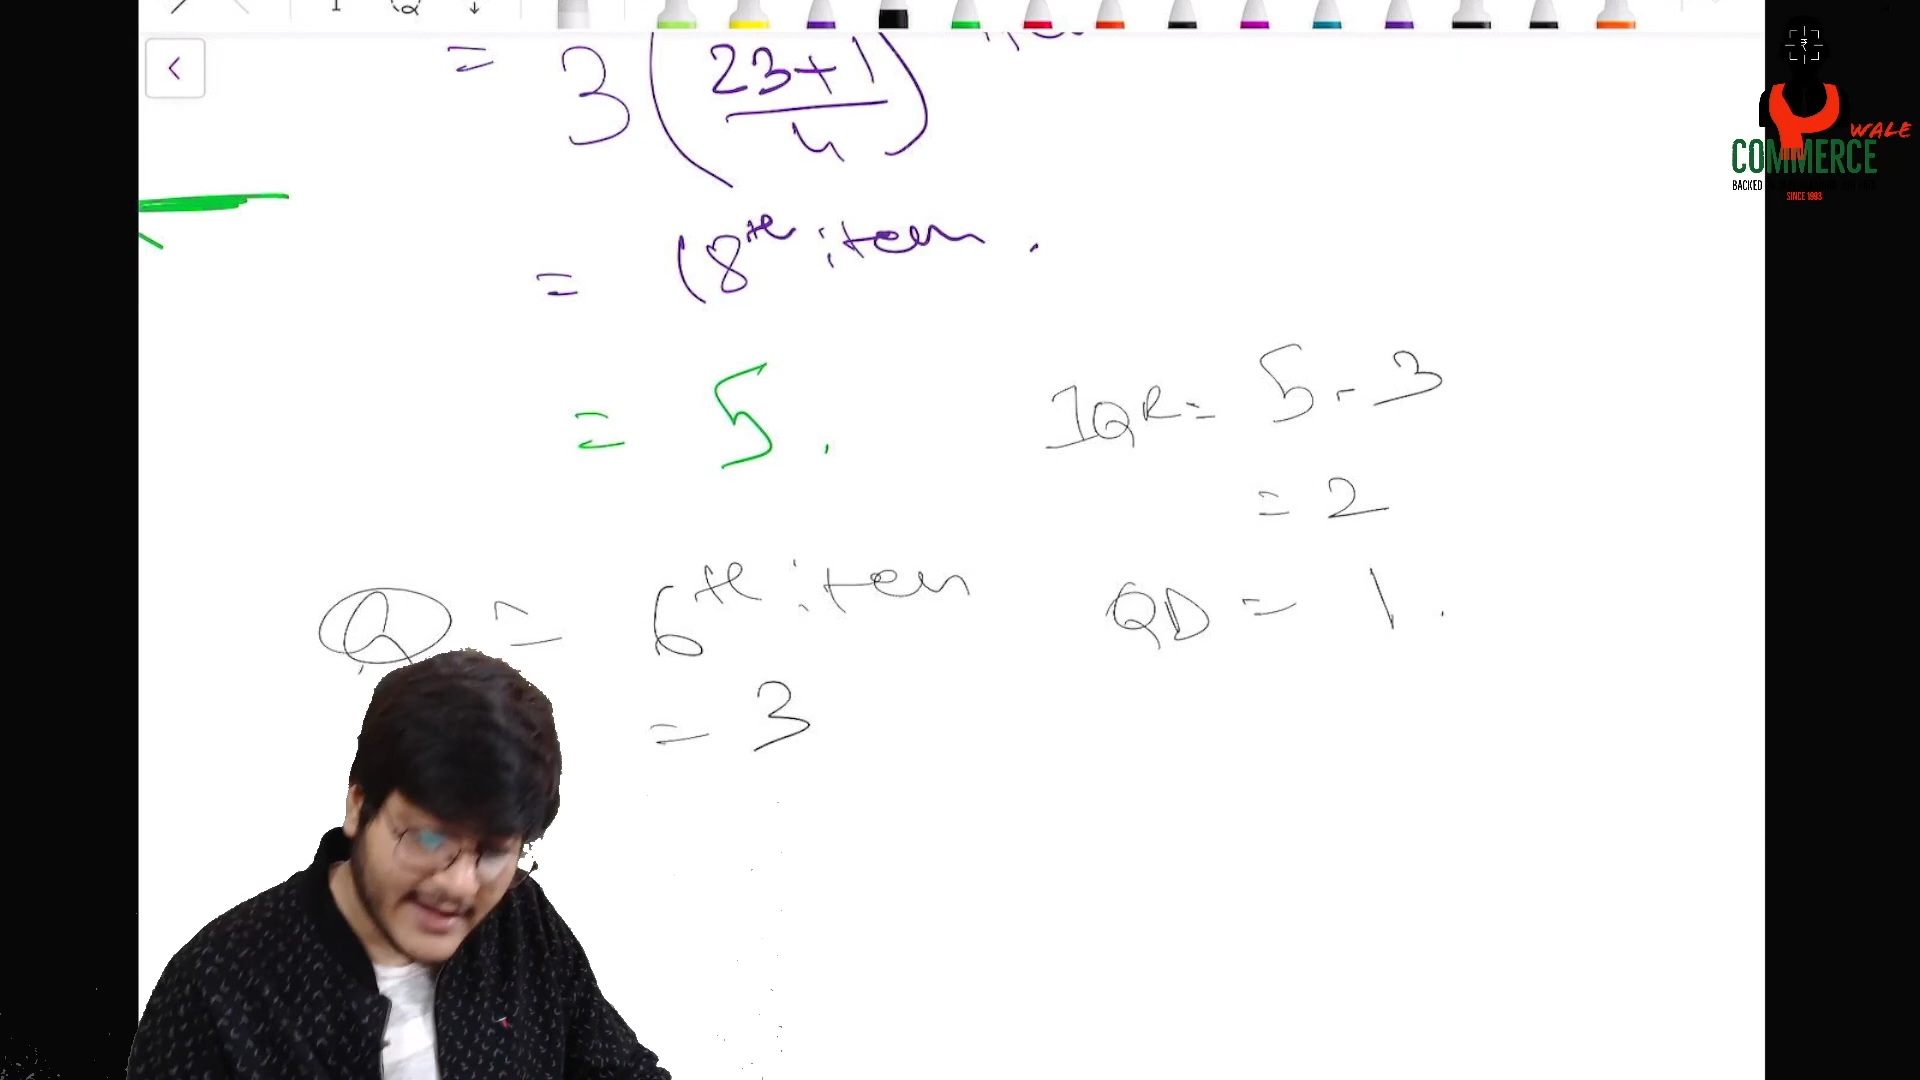 = 3 ( 23+1 / 4 )
= 18th item .
= 5 .
IQR = 5 - 3
= 2
Q1 = 6th item
= 3
QD = 1 .
WALE
COMMERCE
BACKED
SINCE 1993